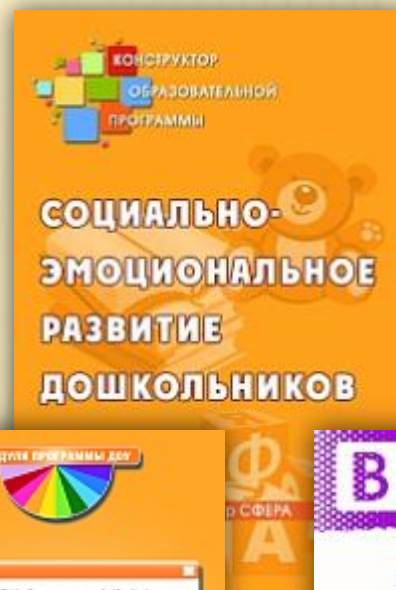 КОНСТРУКТОР
ОБРАЗОВАТЕЛЬНОЙ
ПРОГРАММЫ
СОЦИАЛЬНО-
ЭМОЦИОНАЛЬНОЕ
РАЗВИТИЕ
ДОШКОЛЬНИКОВ
ПРОГРАММЫ ДОУ
Ф
СФЕРА
А
В